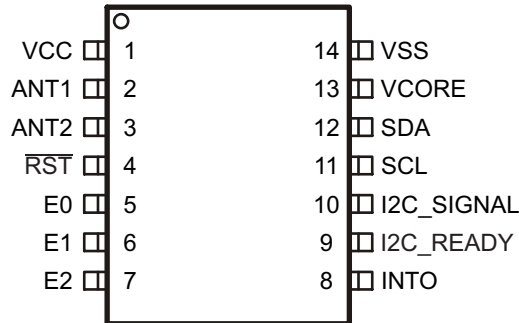 VCC 1 14 VSS
ANT1 2 13 VCORE
ANT2 3 12 SDA
R̅S̅T̅ 4 11 SCL
E0 5 10 I2C_SIGNAL
E1 6 9 I2C_READY
E2 7 8 INTO